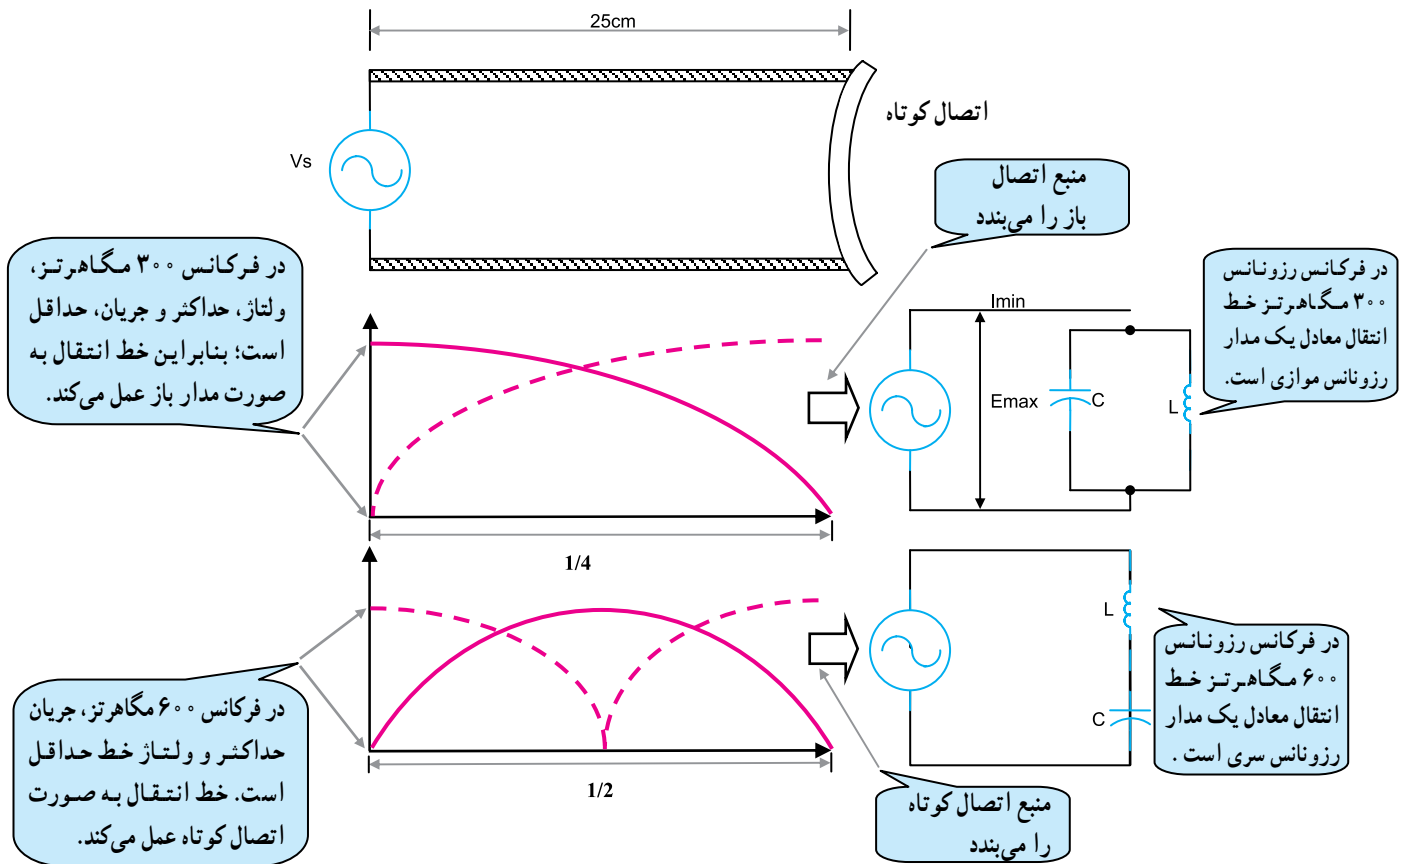 25cm
اتصال کوتاه
Vs
منبع اتصال
باز را می‌بندد
در فرکانس ۳۰۰ مگاهرتز،
ولتاژ، حداکثر و جریان، حداقل
است؛ بنابراین خط انتقال به
صورت مدار باز عمل می‌کند.
در فرکانس رزونانس
۳۰۰ مگاهرتز خط
انتقال معادل یک مدار
رزونانس موازی است.
Imin
Emax
C
L
1/4
در فرکانس ۶۰۰ مگاهرتز، جریان
حداکثر و ولتاژ خط حداقل
است. خط انتقال به صورت
اتصال کوتاه عمل می‌کند.
1/2
منبع اتصال کوتاه
را می‌بندد
L
C
در فرکانس رزونانس
۶۰۰ مگاهرتز خط
انتقال معادل یک مدار
رزونانس سری است .